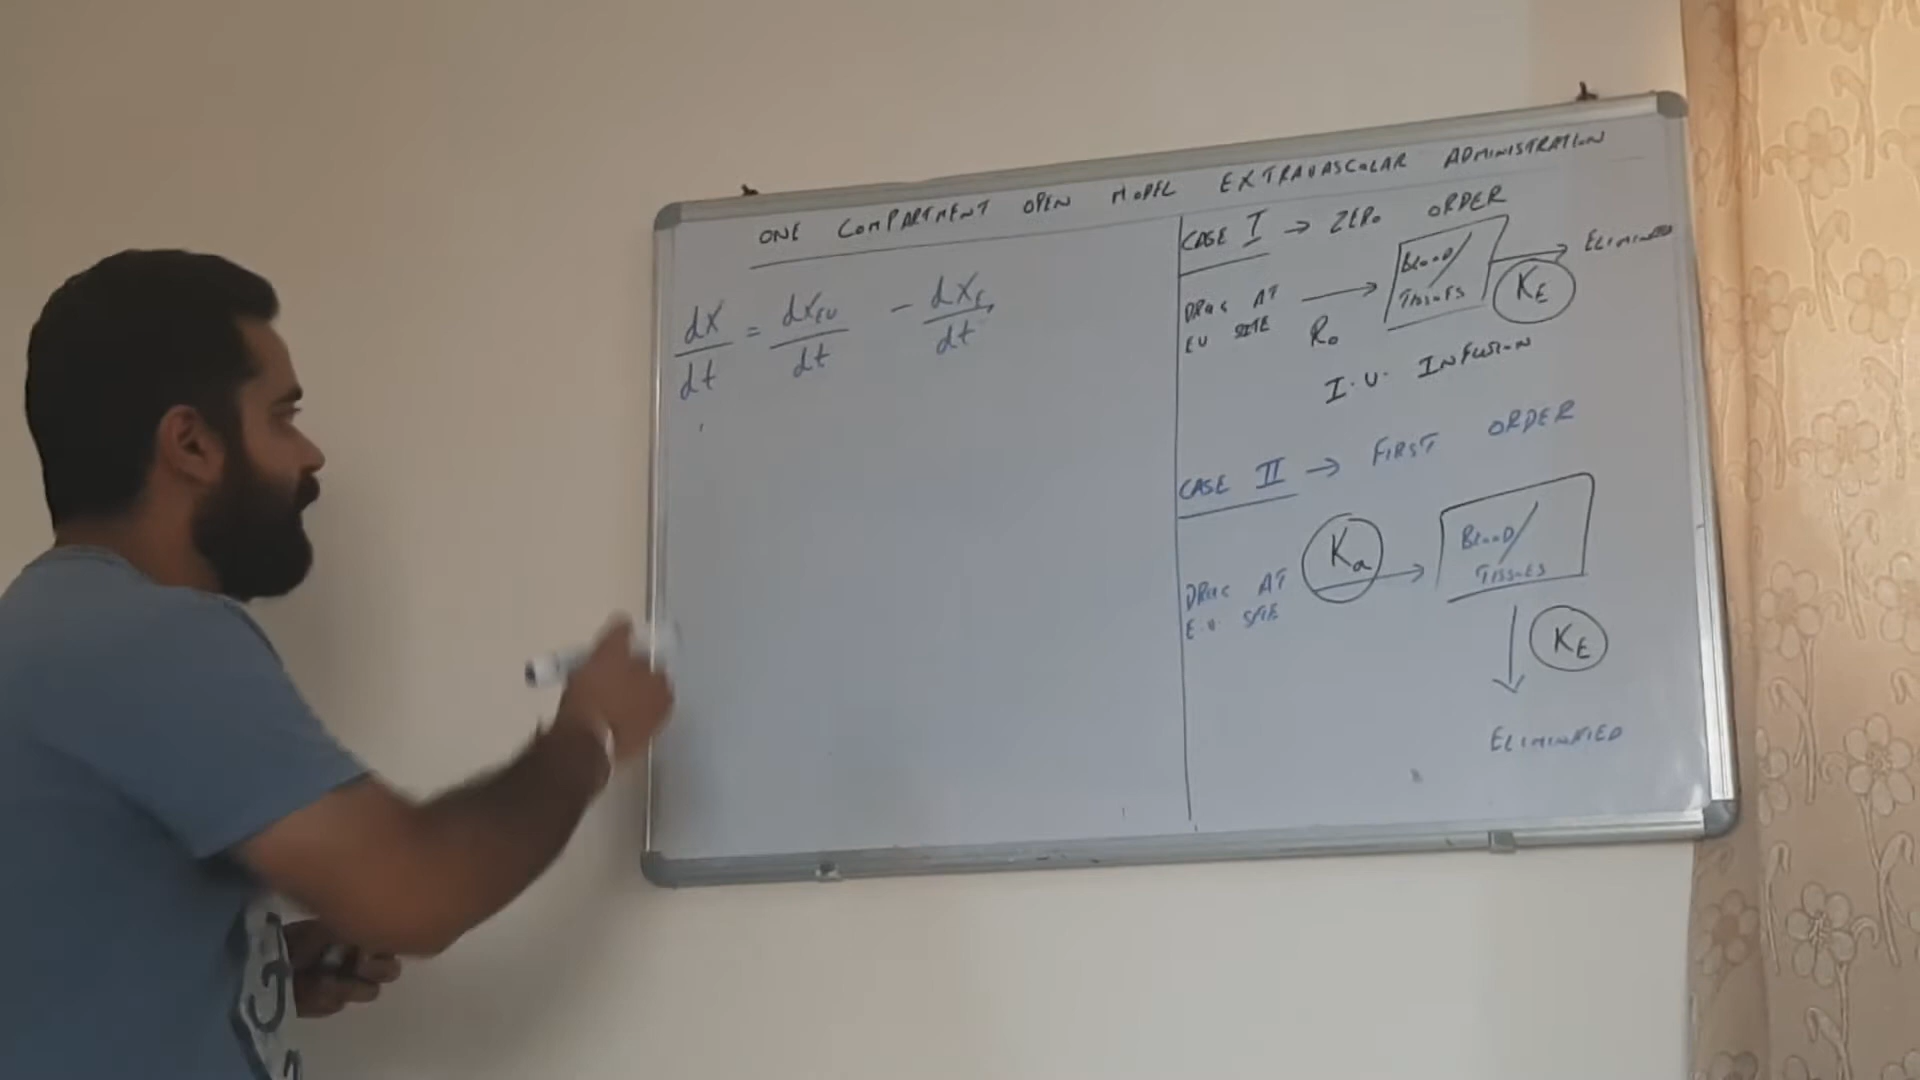 ONE COMPARTMENT OPEN MODEL EXTRAVASCULAR ADMINISTRATION
dX/dt = dXEV/dt - dXE/dt
CASE I → ZERO ORDER
DRUG AT
EV SITE
R₀
→
BLOOD/
TISSUES
→ ELIMINATED
KE
I.V. INFUSION
CASE II → FIRST ORDER
DRUG AT
E.V SITE
Ka
→
BLOOD/
TISSUES
↓
KE
ELIMINATED